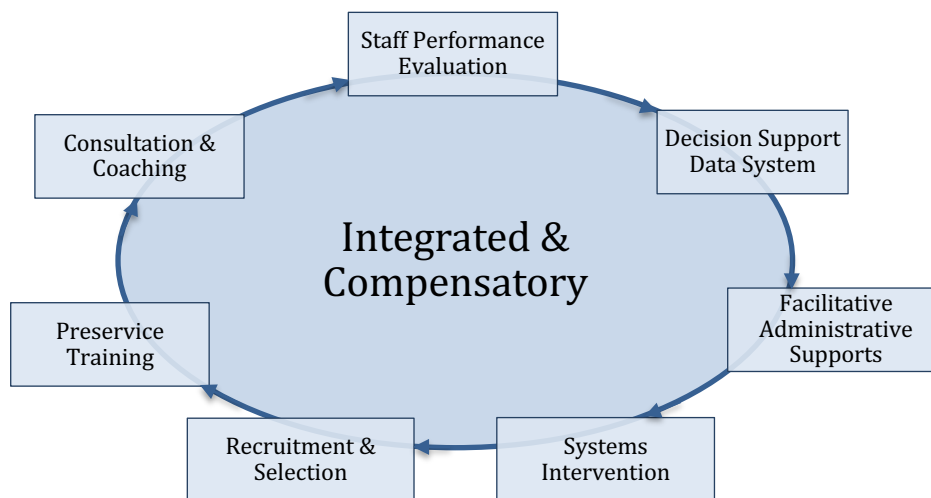 Staff Performance
Evaluation
Consultation &
Coaching
Decision Support
Data System
Integrated &
Compensatory
Facilitative
Administrative
Supports
Preservice
Training
Recruitment &
Selection
Systems
Intervention